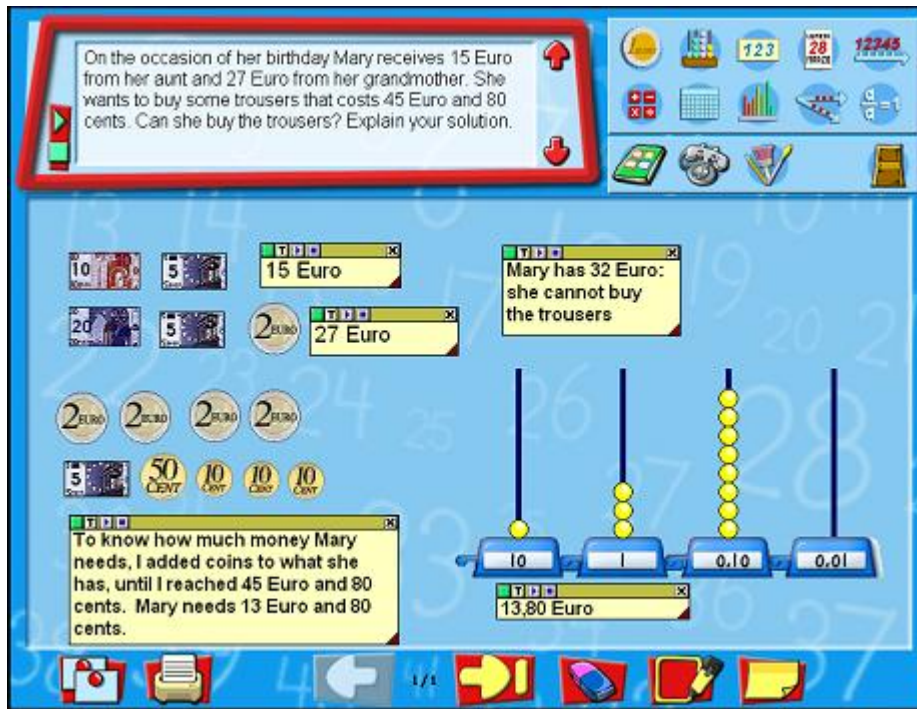 On the occasion of her birthday Mary receives 15 Euro
from her aunt and 27 Euro from her grandmother. She
wants to buy some trousers that costs 45 Euro and 80
cents. Can she buy the trousers? Explain your solution.
1 2 3
28
12345
10
5
15 Euro
Mary has 32 Euro:
she cannot buy
the trousers
20
5
2 EURO
27 Euro
2 EURO
2 EURO
2 EURO
2 EURO
5
50 CENT
10 CENT
10 CENT
10 CENT
To know how much money Mary
needs, I added coins to what she
has, until I reached 45 Euro and 80
cents. Mary needs 13 Euro and 80
cents.
10
1
0,10
0,01
13,80 Euro
1/1